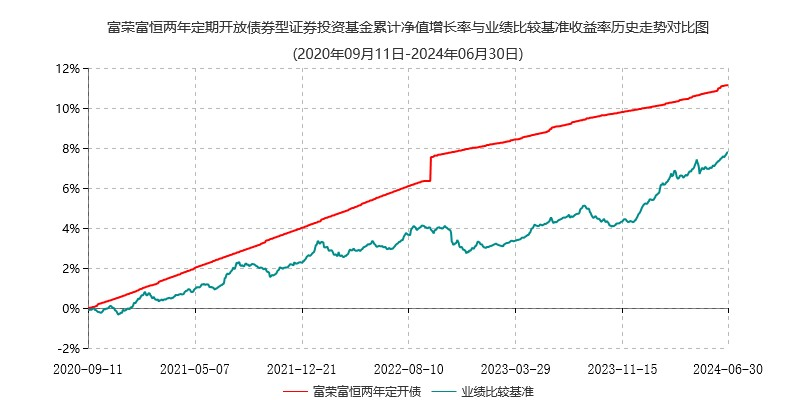 富荣富恒两年定期开放债券型证券投资基金累计净值增长率与业绩比较基准收益率历史走势对比图
(2020年09月11日-2024年06月30日)
12%
10%
8%
6%
4%
2%
0%
-2%
2020-09-11 2021-05-07 2021-12-21 2022-08-10 2023-03-29 2023-11-15 2024-06-30
富荣富恒两年定开债 业绩比较基准